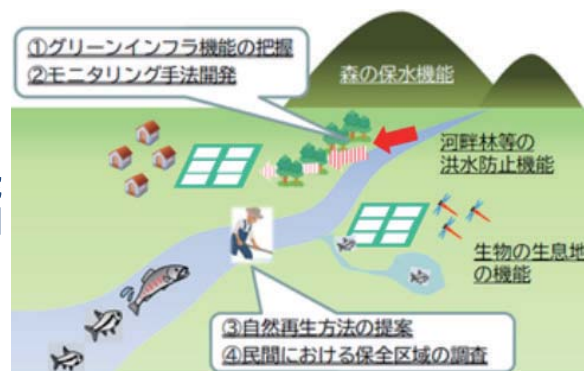 ①グリーンインフラ機能の把握
②モニタリング手法開発
森の保水機能
河畔林等の
洪水防止機能
生物の生息地
の機能
③自然再生方法の提案
④民間における保全区域の調査